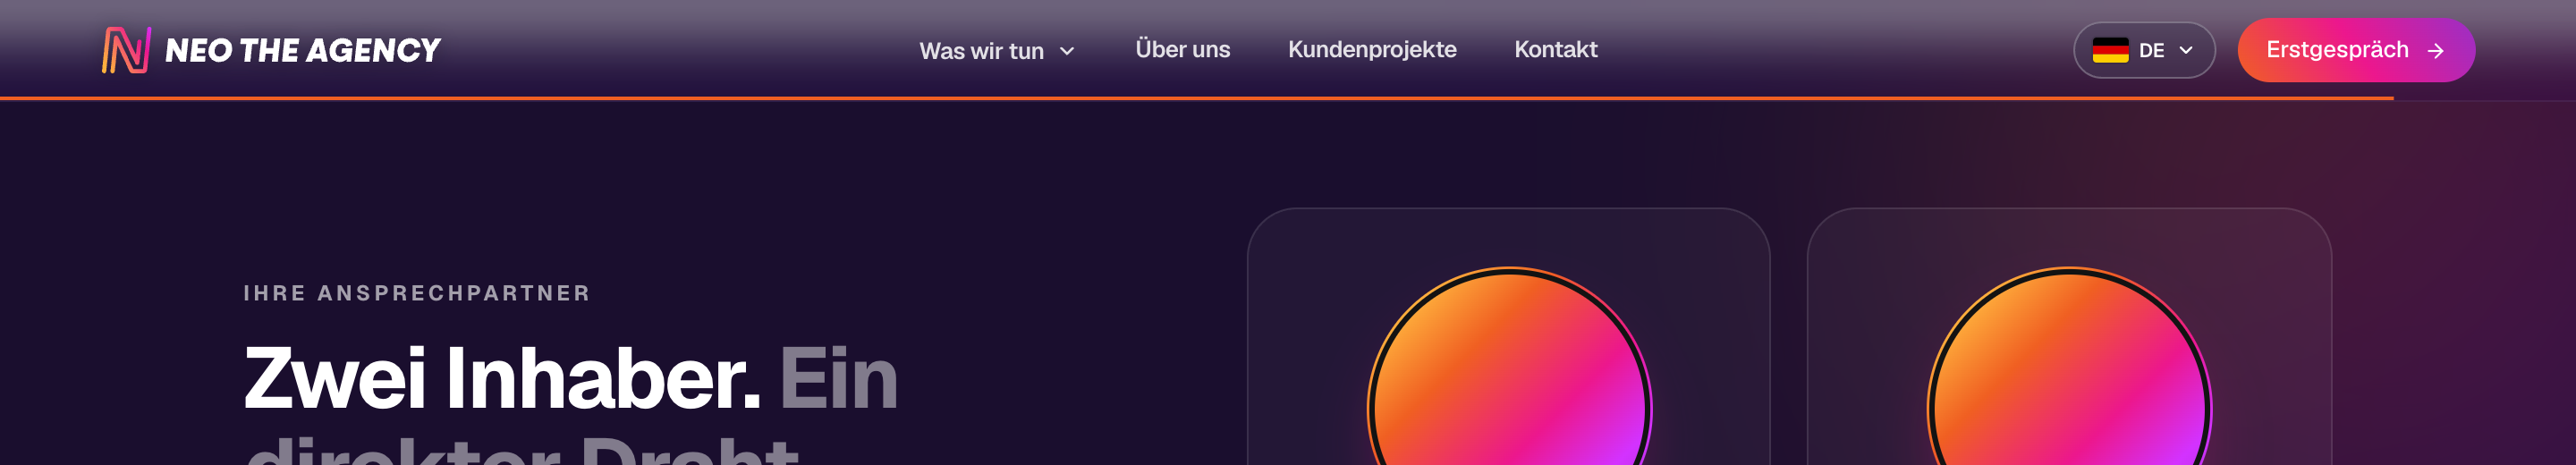 NEO THE AGENCY
Was wir tun
Über uns
Kundenprojekte
Kontakt
DE
Erstgespräch →
IHRE ANSPRECHPARTNER
Zwei Inhaber. Ein
direkter Draht.